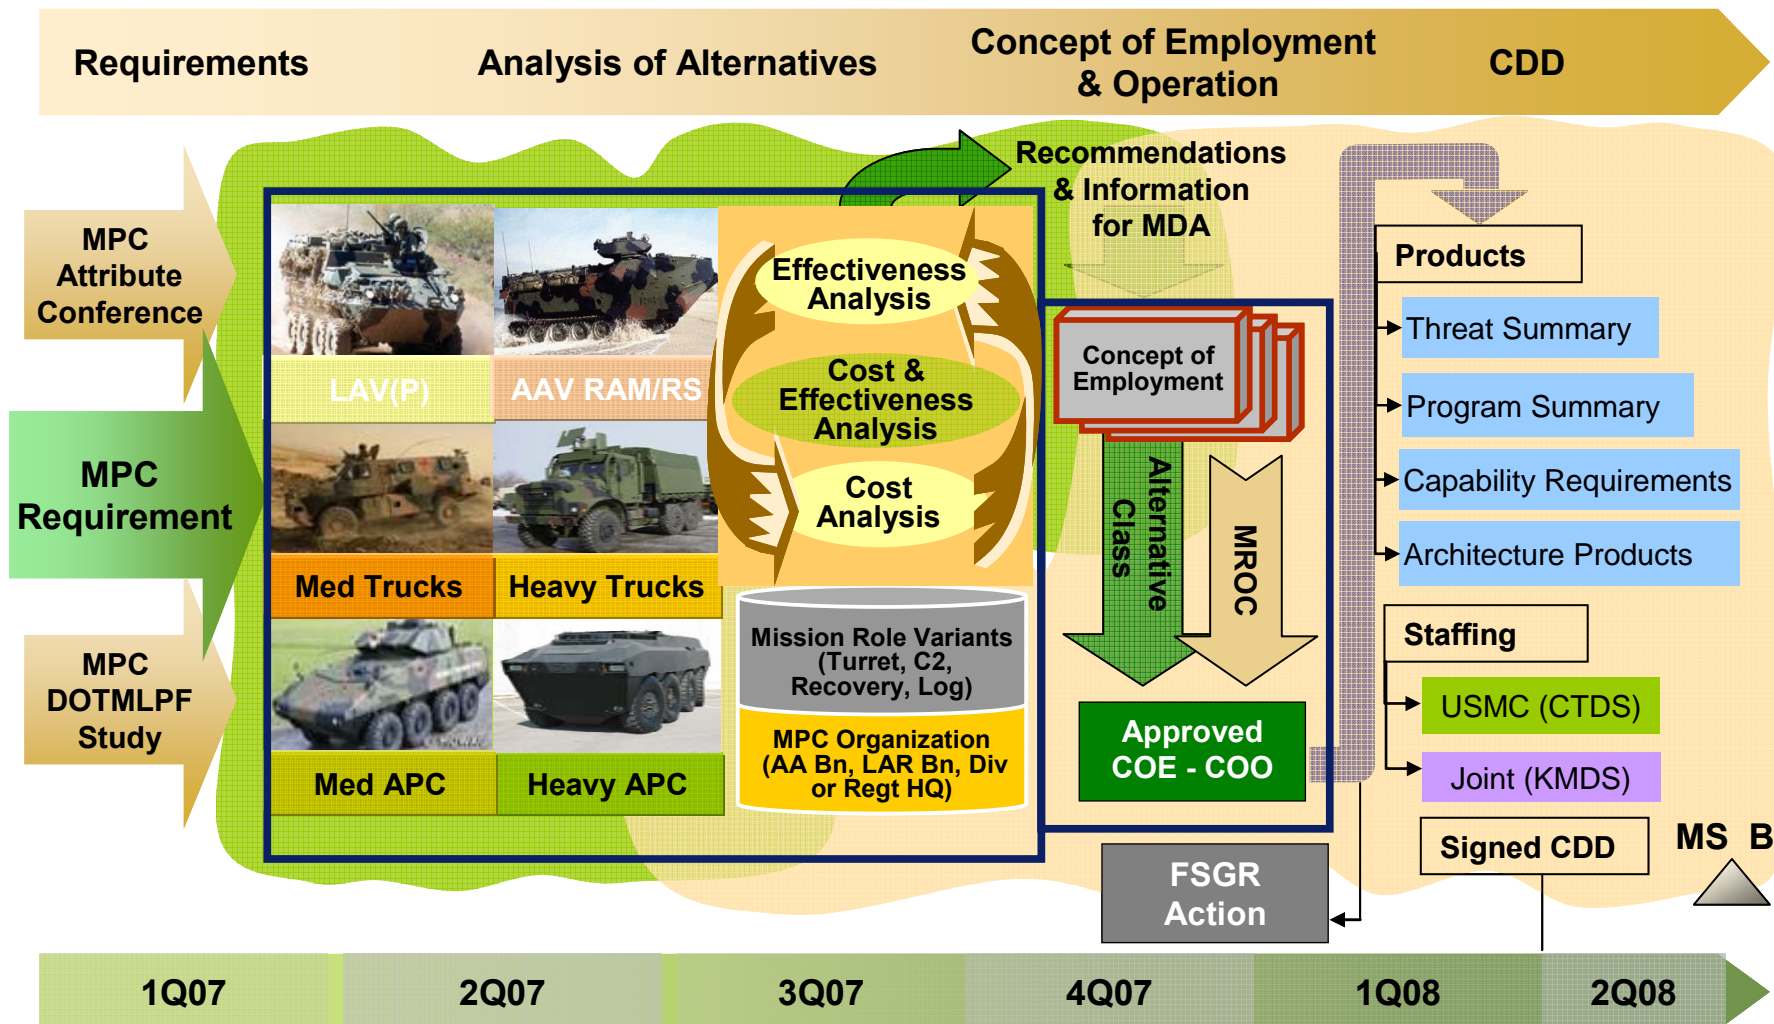 Requirements
Analysis of Alternatives
Concept of Employment
& Operation
CDD
MPC
Attribute
Conference
MPC
Requirement
MPC
DOTMLPF
Study
LAV(P)
AAV RAM/RS
Med Trucks
Heavy Trucks
Med APC
Heavy APC
Effectiveness
Analysis
Cost &
Effectiveness
Analysis
Cost
Analysis
Mission Role Variants
(Turret, C2,
Recovery, Log)
MPC Organization
(AA Bn, LAR Bn, Div
or Regt HQ)
Recommendations
& Information
for MDA
Concept of
Employment
Alternative
Class
MROC
Approved
COE - COO
FSGR
Action
Products
Threat Summary
Program Summary
Capability Requirements
Architecture Products
Staffing
USMC (CTDS)
Joint (KMDS)
Signed CDD
MS B
1Q07
2Q07
3Q07
4Q07
1Q08
2Q08